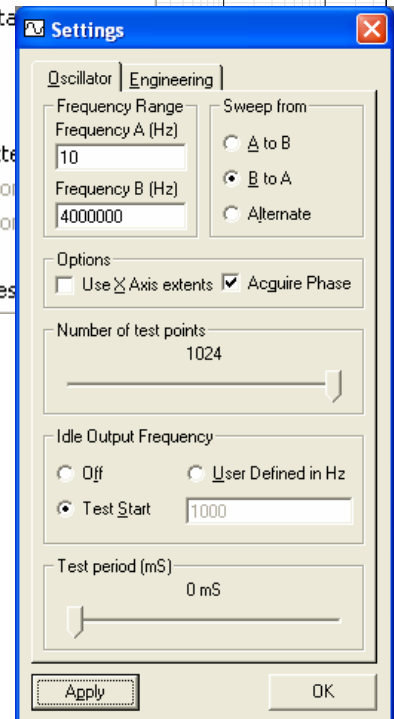 Settings
Oscillator Engineering
Frequency Range
Frequency A (Hz)
10
Frequency B (Hz)
4000000
Sweep from
A to B
B to A
Alternate
Options
Use X Axis extents Acquire Phase
Number of test points
1024
Idle Output Frequency
Off User Defined in Hz
Test Start 1000
Test period (mS)
0 mS
Apply OK